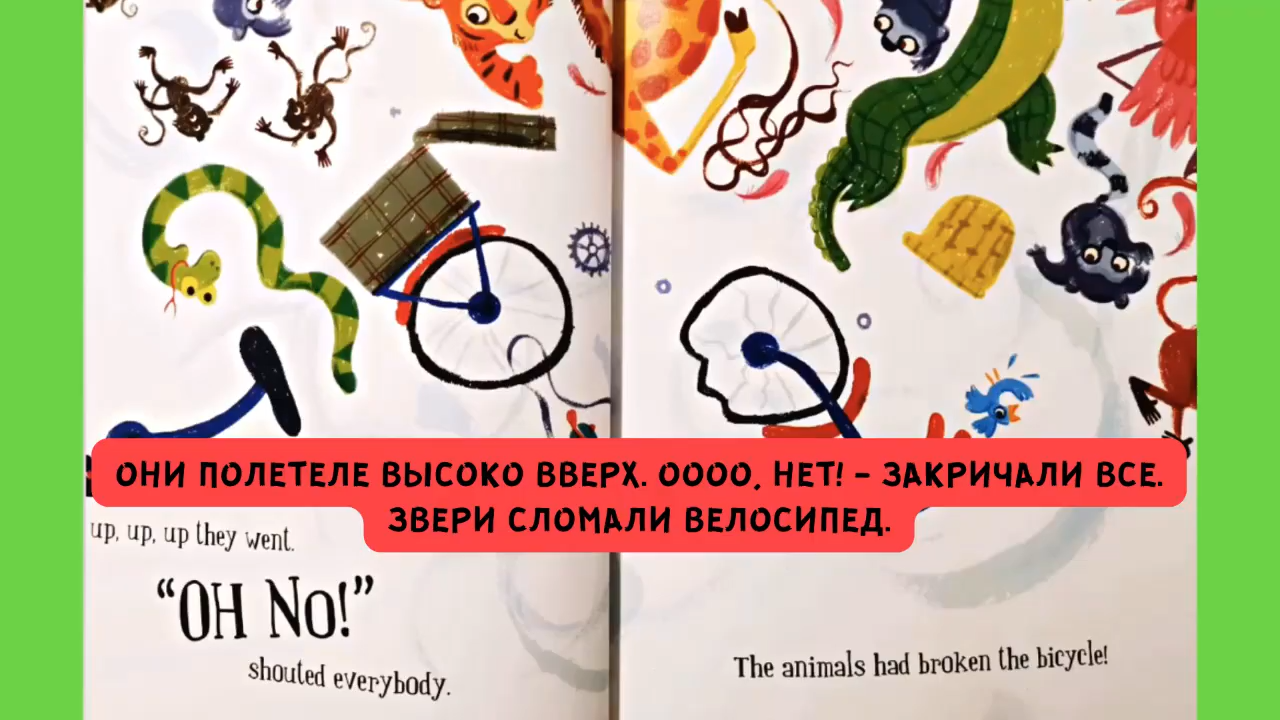 ОНИ ПОЛЕТЕЛЕ ВЫСОКО ВВЕРХ. ОООО, НЕТ! - ЗАКРИЧАЛИ ВСЕ.
ЗВЕРИ СЛОМАЛИ ВЕЛОСИПЕД.
up, up, up they went.
“OH No!”
shouted everybody.
The animals had broken the bicycle!